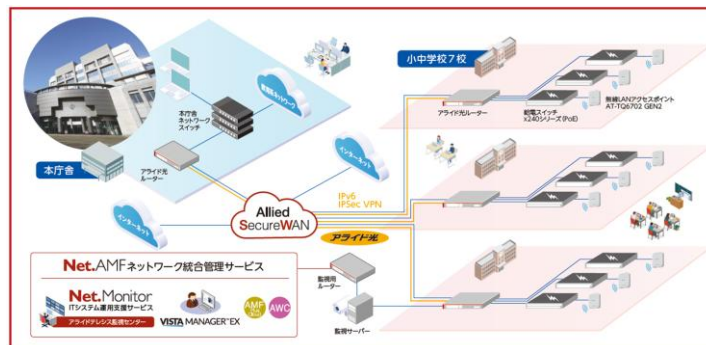 小中学校7校
本庁舎
ネットワーク
スイッチ
アライド光ルーター
給電スイッチ
x240シリーズ(PoE)
無線LANアクセスポイント
AT-TQ6702 GEN2
本庁舎
アライド光
ルーター
インターネット
IPv6
IPSec VPN
インターネット
Allied
SecureWAN
アライド光
Net.AMFネットワーク統合管理サービス
監視用
ルーター
Net.Monitor
ITシステム運用支援サービス
アライドテレシス監視センター
VISTA MANAGER™EX
AMF
AWC
監視サーバー